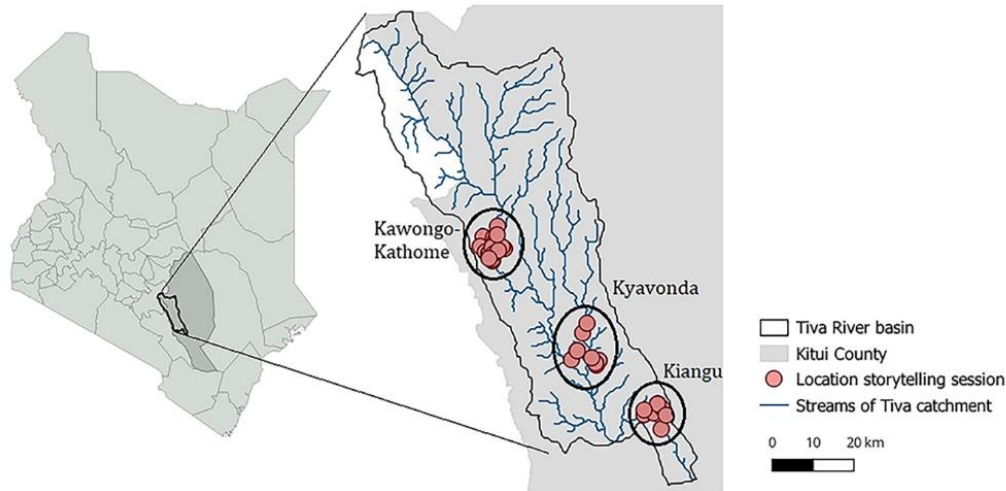 Kawongo-
Kathome
Kyavonda
Kiangu
Tiva River basin
Kitui County
Location storytelling session
Streams of Tiva catchment
0 10 20 km